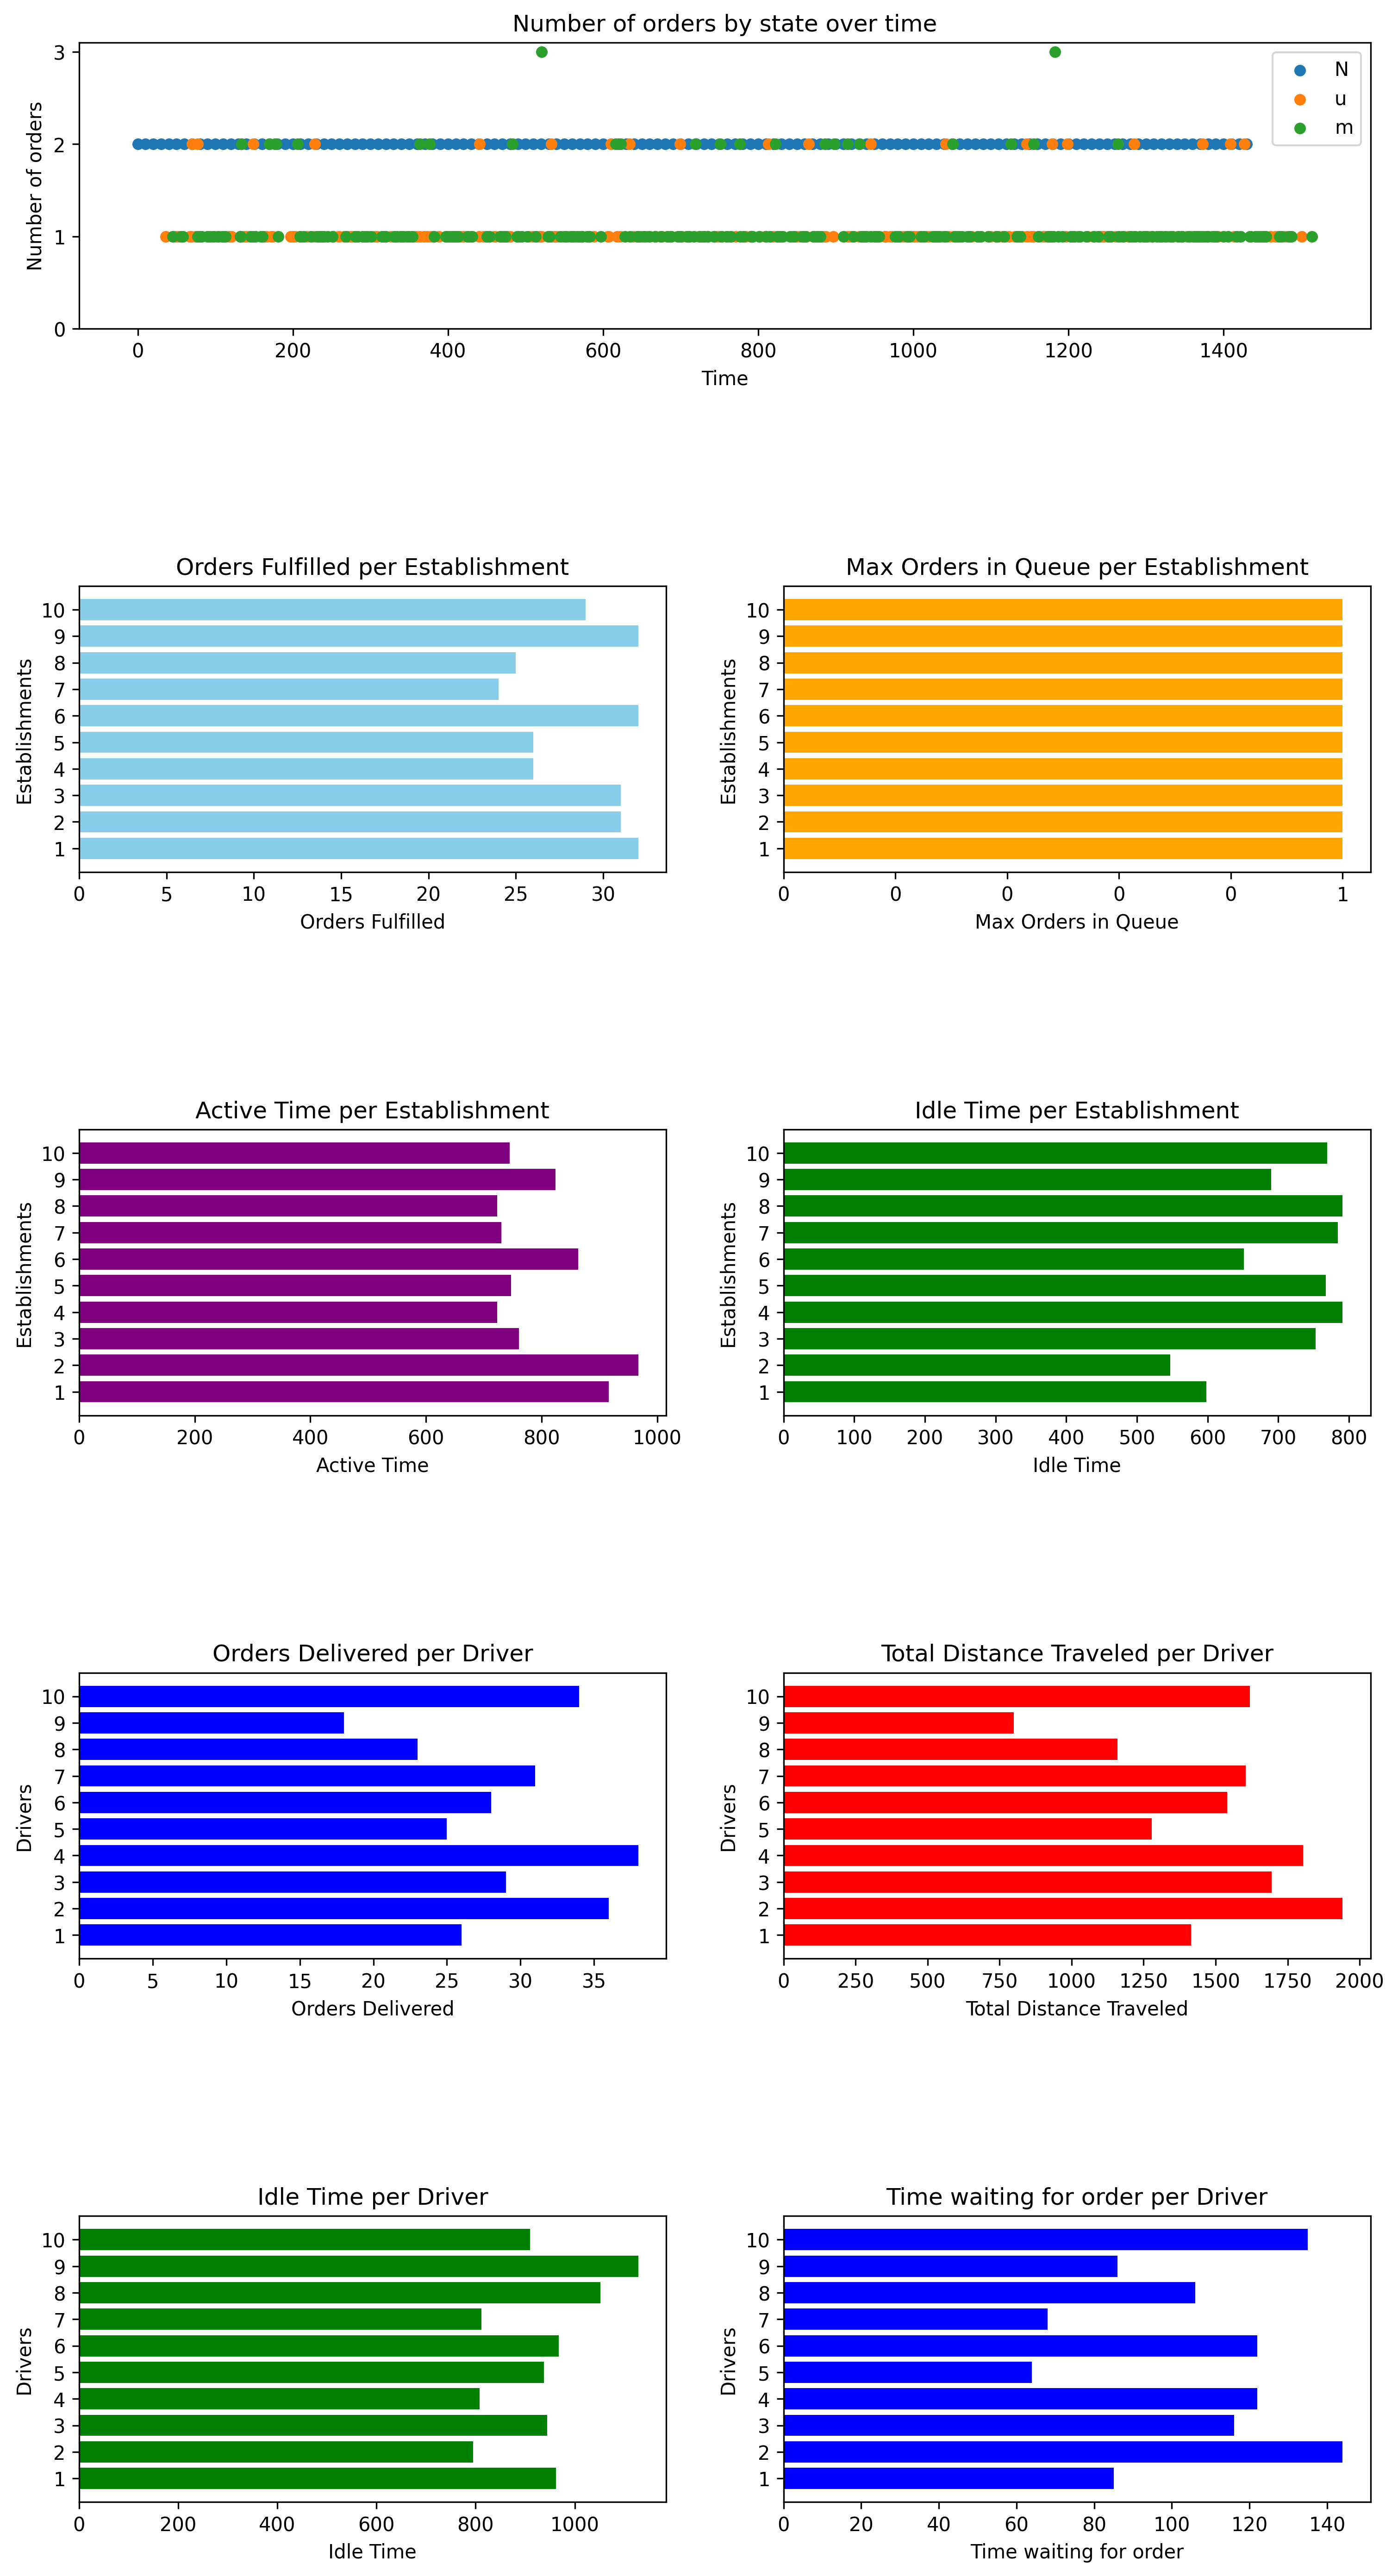 Number of orders by state over time
Number of orders
3
2
1
0
N
u
m
0 200 400 600 800 1000 1200 1400
Time
Orders Fulfilled per Establishment
Establishments
10
9
8
7
6
5
4
3
2
1
0 5 10 15 20 25 30
Orders Fulfilled
Max Orders in Queue per Establishment
Establishments
10
9
8
7
6
5
4
3
2
1
0 0 0 0 0 1
Max Orders in Queue
Active Time per Establishment
Establishments
10
9
8
7
6
5
4
3
2
1
0 200 400 600 800 1000
Active Time
Idle Time per Establishment
Establishments
10
9
8
7
6
5
4
3
2
1
0 100 200 300 400 500 600 700 800
Idle Time
Orders Delivered per Driver
Drivers
10
9
8
7
6
5
4
3
2
1
0 5 10 15 20 25 30 35
Orders Delivered
Total Distance Traveled per Driver
Drivers
10
9
8
7
6
5
4
3
2
1
0 250 500 750 1000 1250 1500 1750 2000
Total Distance Traveled
Idle Time per Driver
Drivers
10
9
8
7
6
5
4
3
2
1
0 200 400 600 800 1000
Idle Time
Time waiting for order per Driver
Drivers
10
9
8
7
6
5
4
3
2
1
0 20 40 60 80 100 120 140
Time waiting for order